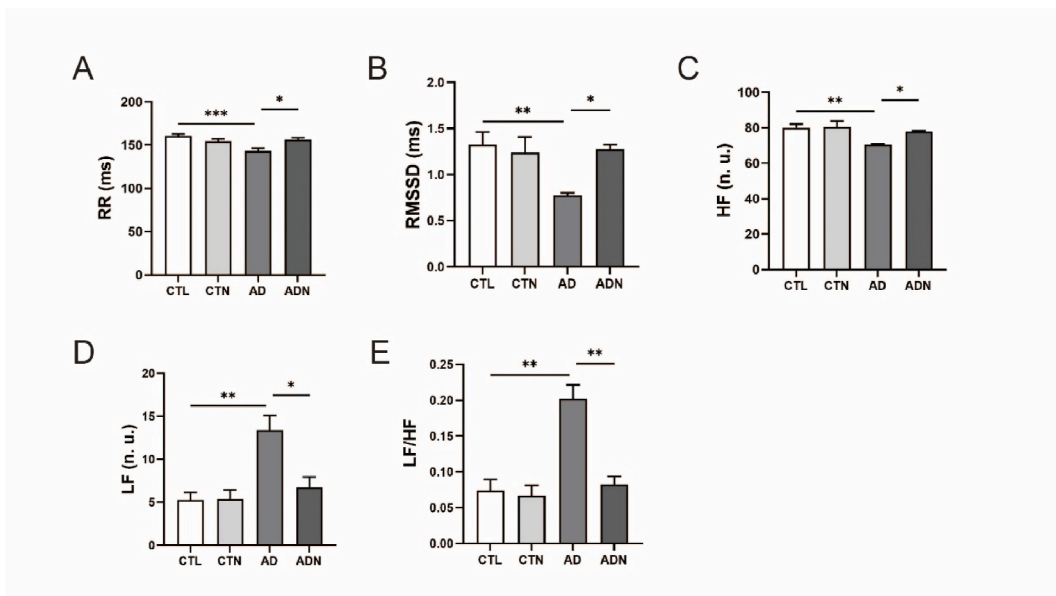 A
RR (ms)
200
150
100
50
0
***
*
CTL CTN AD ADN
B
RMSSD (ms)
2.0
1.5
1.0
0.5
0.0
**
*
CTL CTN AD ADN
C
HF (n. u.)
100
80
60
40
20
0
**
*
CTL CTN AD ADN
D
LF (n. u.)
20
15
10
5
0
**
*
CTL CTN AD ADN
E
LF/HF
0.25
0.20
0.15
0.10
0.05
0.00
**
**
CTL CTN AD ADN